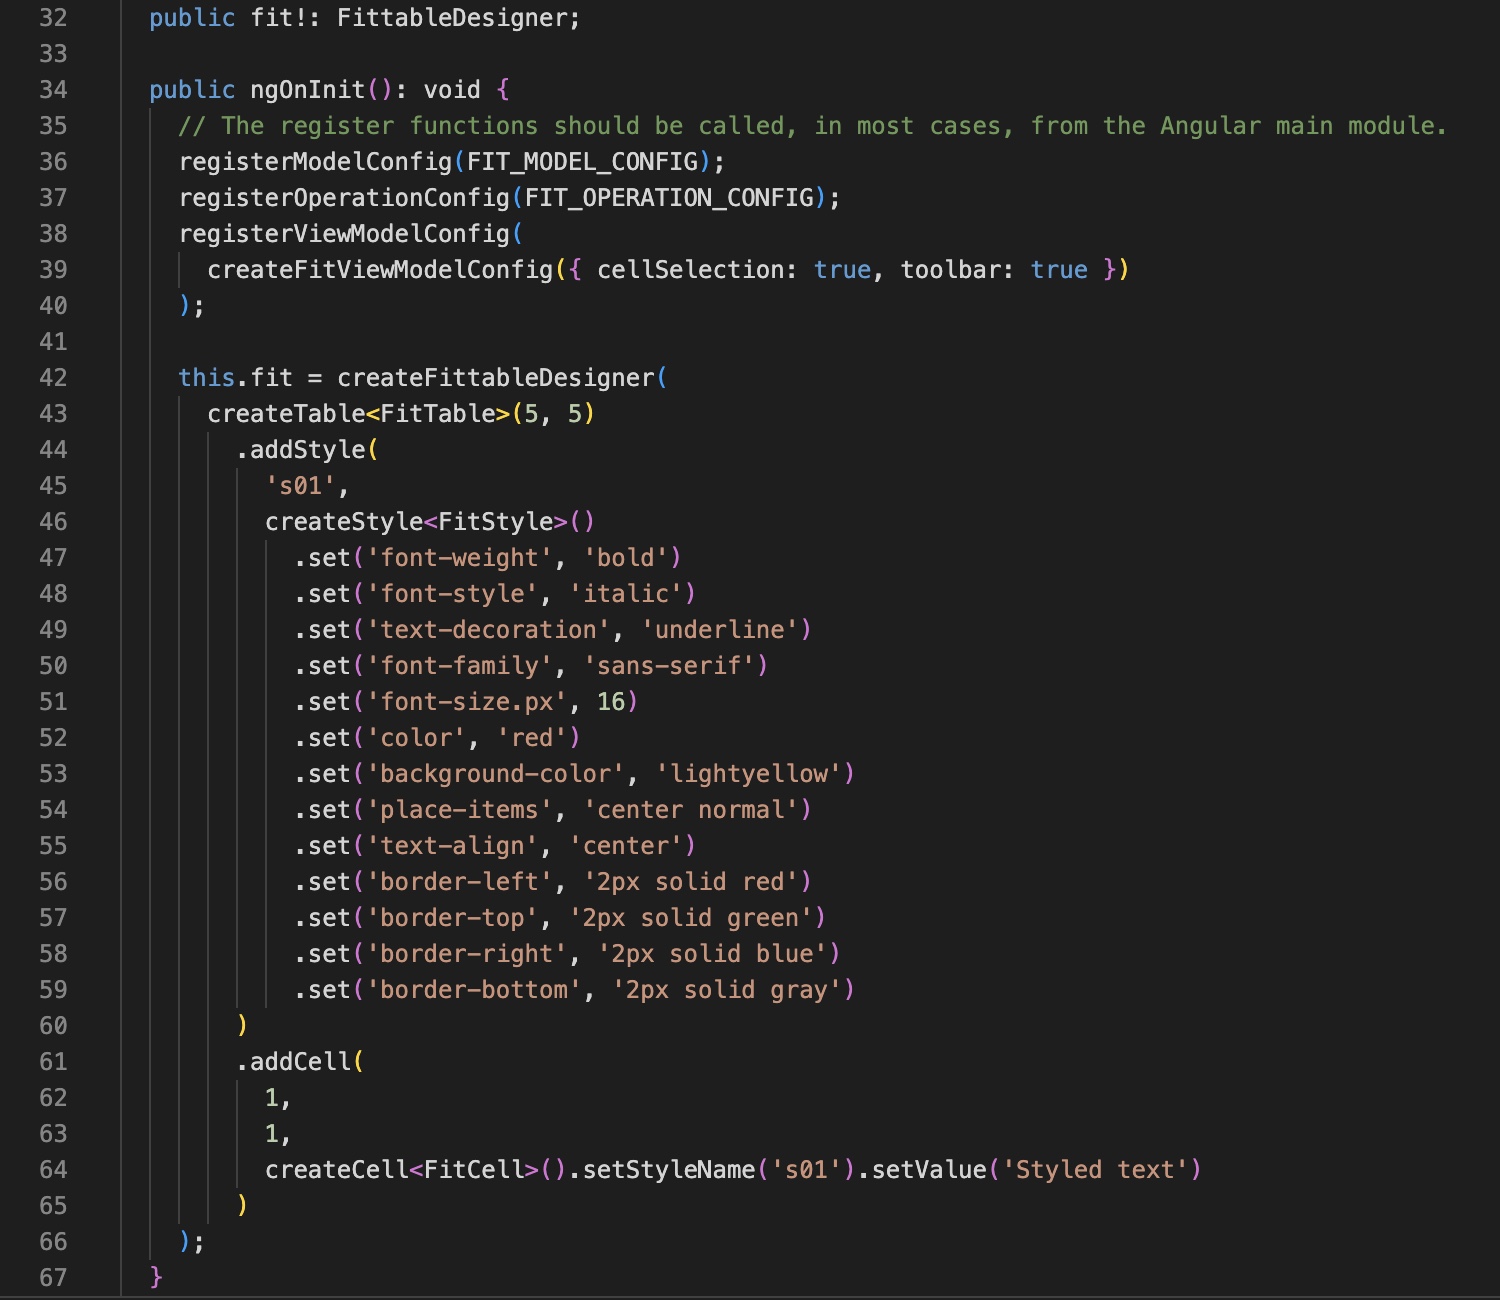 32 public fit!: FittableDesigner;
33
34 public ngOnInit(): void {
35 // The register functions should be called, in most cases, from the Angular main module.
36 registerModelConfig(FIT_MODEL_CONFIG);
37 registerOperationConfig(FIT_OPERATION_CONFIG);
38 registerViewModelConfig(
39 createFitViewModelConfig({ cellSelection: true, toolbar: true })
40 );
41
42 this.fit = createFittableDesigner(
43 createTable<FitTable>(5, 5)
44 .addStyle(
45 's01',
46 createStyle<FitStyle>()
47 .set('font-weight', 'bold')
48 .set('font-style', 'italic')
49 .set('text-decoration', 'underline')
50 .set('font-family', 'sans-serif')
51 .set('font-size.px', 16)
52 .set('color', 'red')
53 .set('background-color', 'lightyellow')
54 .set('place-items', 'center normal')
55 .set('text-align', 'center')
56 .set('border-left', '2px solid red')
57 .set('border-top', '2px solid green')
58 .set('border-right', '2px solid blue')
59 .set('border-bottom', '2px solid gray')
60 )
61 .addCell(
62 1,
63 1,
64 createCell<FitCell>().setStyleName('s01').setValue('Styled text')
65 )
66 );
67 }